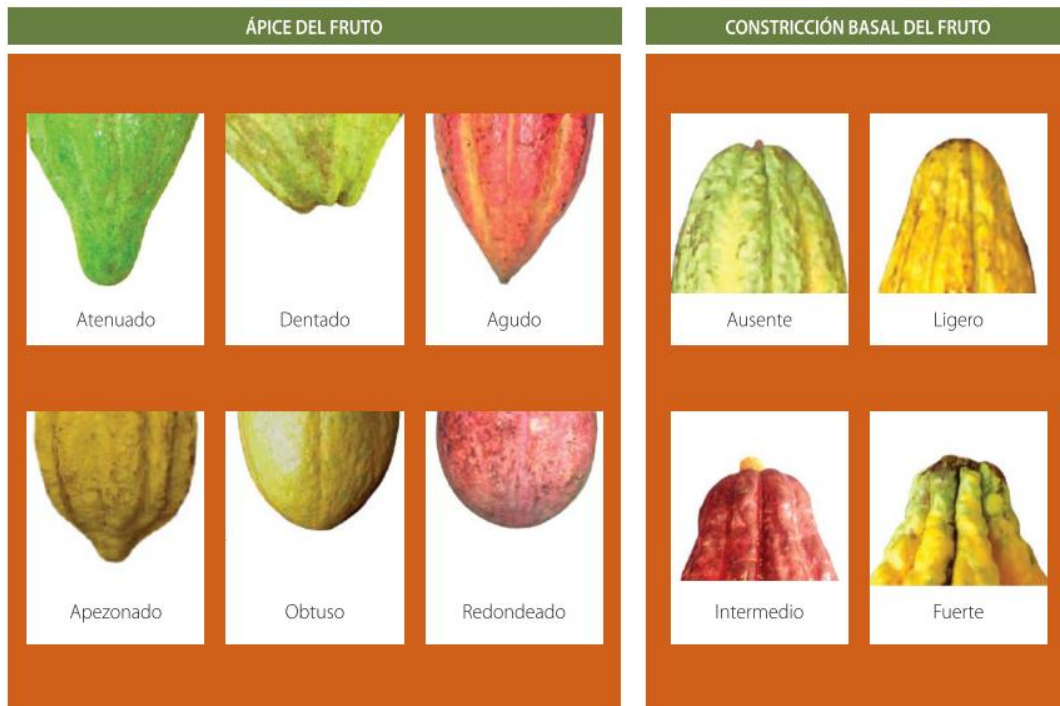 ÁPICE DEL FRUTO
Atenuado
Dentado
Agudo
Apezonado
Obtuso
Redondeado
CONSTRICCIÓN BASAL DEL FRUTO
Ausente
Ligero
Intermedio
Fuerte